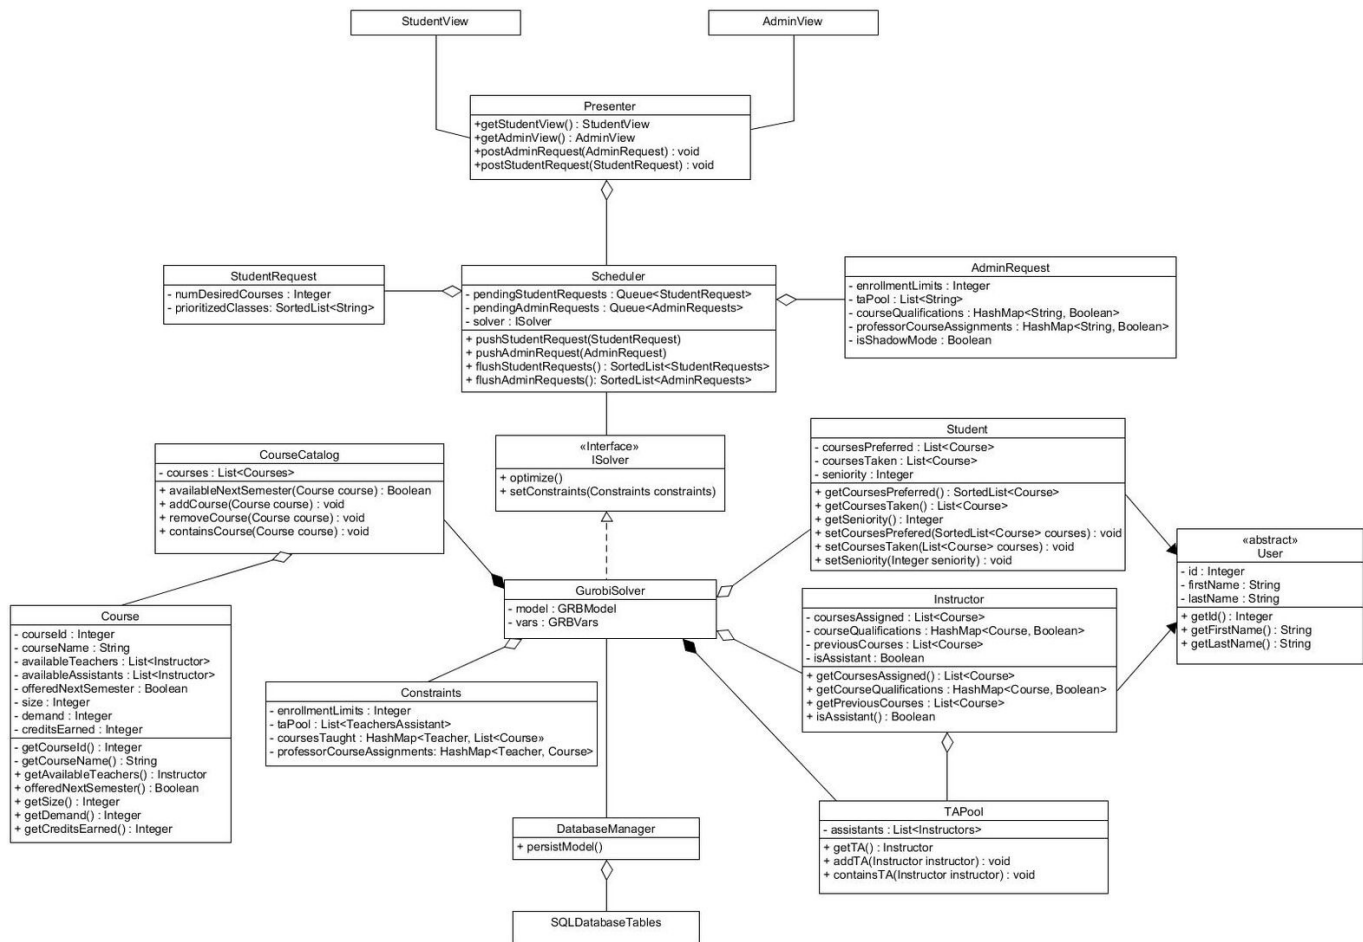 StudentView
AdminView
Presenter
+getStudentView() : StudentView
+getAdminView() : AdminView
+postAdminRequest(AdminRequest) : void
+postStudentRequest(StudentRequest) : void
StudentRequest
- numDesiredCourses : Integer
- prioritizedClasses: SortedList<String>
Scheduler
- pendingStudentRequests : Queue<StudentRequest>
- pendingAdminRequests : Queue<AdminRequests>
- solver : ISolver
+ pushStudentRequest(StudentRequest)
+ pushAdminRequest(AdminRequest)
+ flushStudentRequests() : SortedList<StudentRequests>
+ flushAdminRequests(): SortedList<AdminRequests>
AdminRequest
- enrollmentLimits : Integer
- taPool : List<String>
- courseQualifications : HashMap<String, Boolean>
- professorCourseAssignments : HashMap<String, Boolean>
- isShadowMode : Boolean
CourseCatalog
- courses : List<Courses>
+ availableNextSemester(Course course) : Boolean
+ addCourse(Course course) : void
+ removeCourse(Course course) : void
+ containsCourse(Course course) : void
«Interface»
ISolver
+ optimize()
+ setConstraints(Constraints constraints)
Student
- coursesPreferred : List<Course>
- coursesTaken : List<Course>
- seniority : Integer
+ getCoursesPreferred() : SortedList<Course>
+ getCoursesTaken() : List<Course>
+ getSeniority() : Integer
+ setCoursesPrefered(SortedList<Course> courses) : void
+ setCoursesTaken(List<Course> courses) : void
+ setSeniority(Integer seniority) : void
«abstract»
User
- id : Integer
- firstName : String
- lastName : String
+ getId() : Integer
+ getFirstName() : String
+ getLastName() : String
GurobiSolver
- model : GRBModel
- vars : GRBVars
Instructor
- coursesAssigned : List<Course>
- courseQualifications : HashMap<Course, Boolean>
- previousCourses : List<Course>
- isAssistant : Boolean
+ getCoursesAssigned() : List<Course>
+ getCourseQualifications : HashMap<Course, Boolean>
+ getPreviousCourses : List<Course>
+ isAssistant() : Boolean
Course
- courseId : Integer
- courseName : String
- availableTeachers : List<Instructor>
- availableAssistants : List<Instructor>
- offeredNextSemester : Boolean
- size : Integer
- demand : Integer
- creditsEarned : Integer
- getCourseId() : Integer
- getCourseName() : String
+ getAvailableTeachers() : Instructor
+ offeredNextSemester() : Boolean
+ getSize() : Integer
+ getDemand() : Integer
+ getCreditsEarned() : Integer
Constraints
- enrollmentLimits : Integer
- taPool : List<TeachersAssistant>
- coursesTaught : HashMap<Teacher, List<Course»
- professorCourseAssignments: HashMap<Teacher, Course>
DatabaseManager
+ persistModel()
TAPool
- assistants : List<Instructors>
+ getTA() : Instructor
+ addTA(Instructor instructor) : void
+ containsTA(Instructor instructor) : void
SQLDatabaseTables